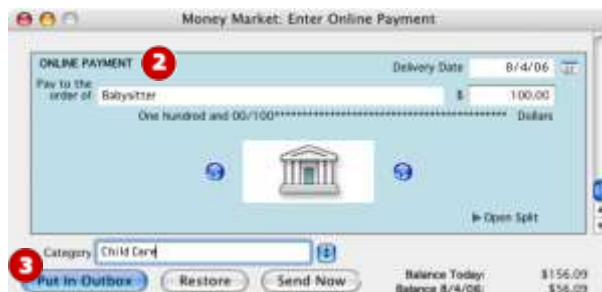 Money Market: Enter Online Payment
ONLINE PAYMENT 2
Delivery Date 8/4/06
Pay to the
order of Babysitter $ 100.00
One hundred and 00/100**************************************** Dollars
Open Split
Category Child Care
3
Put In Outbox Restore Send Now Balance Today: $156.09
Balance 8/4/06: $56.09